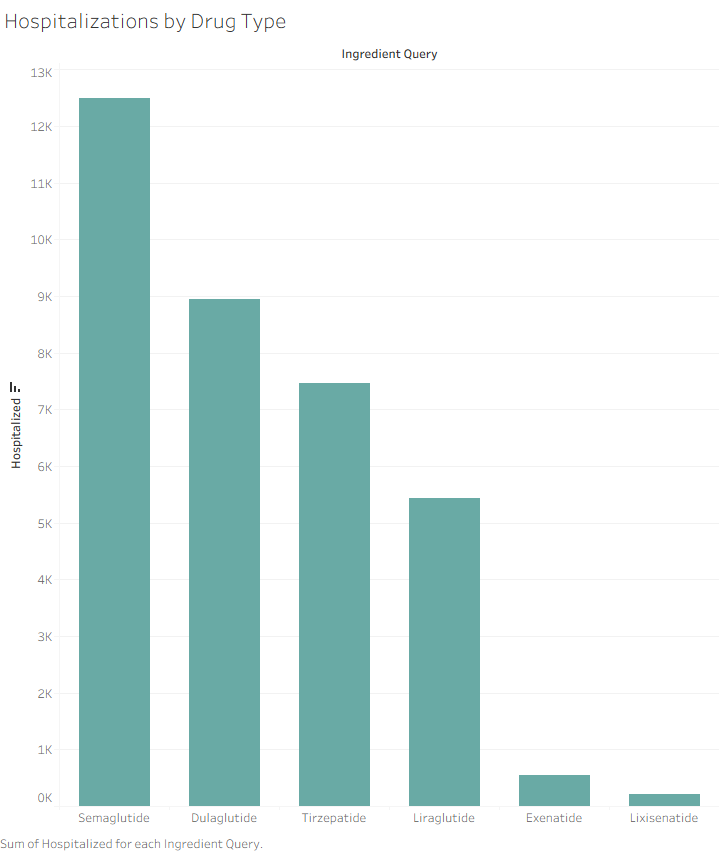 Hospitalizations by Drug Type
Ingredient Query
13K
12K
11K
10K
9K
8K
7K
6K
5K
4K
3K
2K
1K
0K
Hospitalized
Semaglutide Dulaglutide Tirzepatide Liraglutide Exenatide Lixisenatide
Sum of Hospitalized for each Ingredient Query.